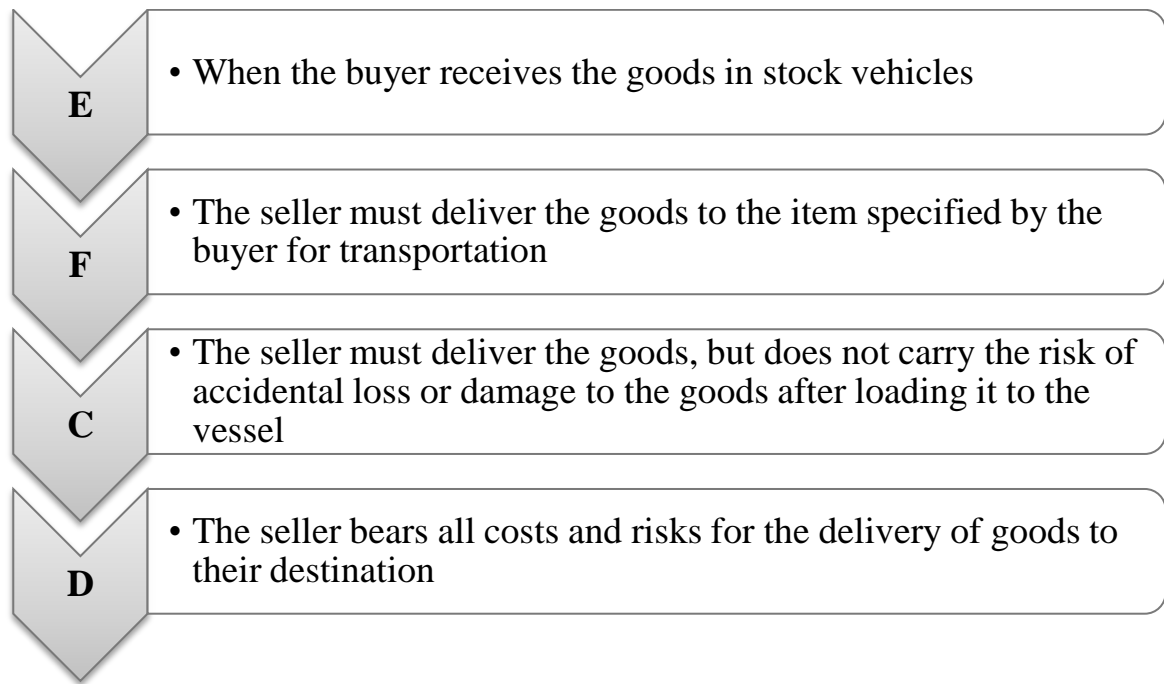 E
• When the buyer receives the goods in stock vehicles
F
• The seller must deliver the goods to the item specified by the
buyer for transportation
C
• The seller must deliver the goods, but does not carry the risk of
accidental loss or damage to the goods after loading it to the
vessel
D
• The seller bears all costs and risks for the delivery of goods to
their destination